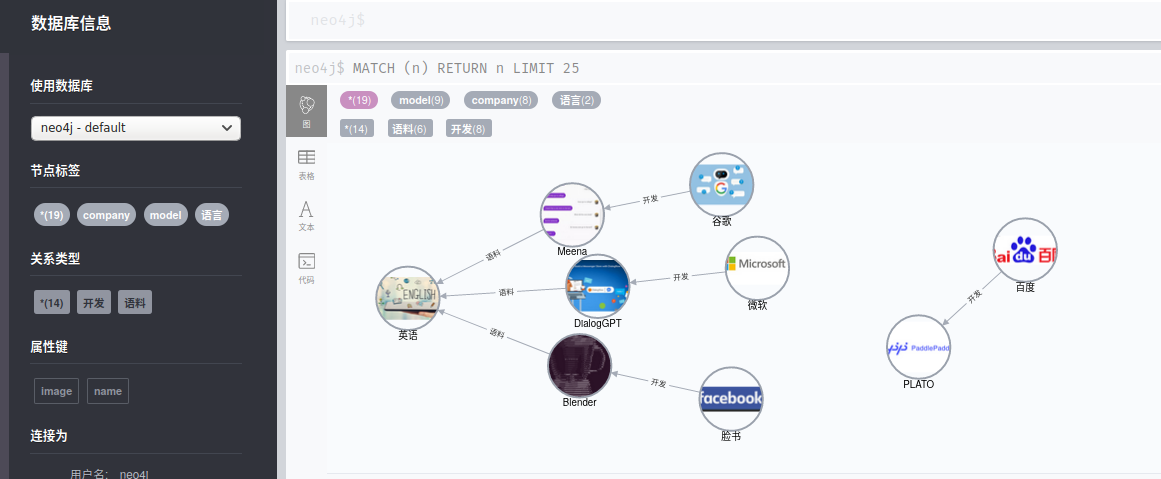 数据库信息
使用数据库
neo4j - default
节点标签
*(19) company model 语言
关系类型
*(14) 开发 语料
属性键
image name
连接为
用户名: neo4j
neo4j$
neo4j$ MATCH (n) RETURN n LIMIT 25
图
表格
文本
代码
*(19) model(9) company(8) 语言(2)
*(14) 语料(6) 开发(8)
谷歌
开发
Meena
语料
Microsoft
微软
开发
DialogGPT
语料
ENGLISH
英语
语料
Blender
开发
facebook
脸书
ai du 百
百度
开发
PaddlePadd
PLATO